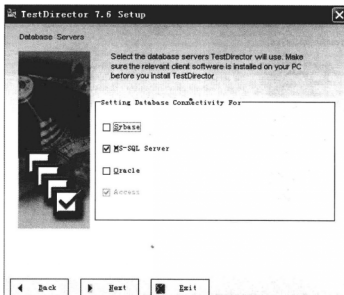 TestDirector 7.6 Setup
Database Servers
Select the database servers TestDirector will use. Make
sure the relevant client software is installed on your PC
before you install TestDirector
Setting Database Connectivity For
Sybase
MS-SQL Server
Oracle
Access
Back
Next
Exit